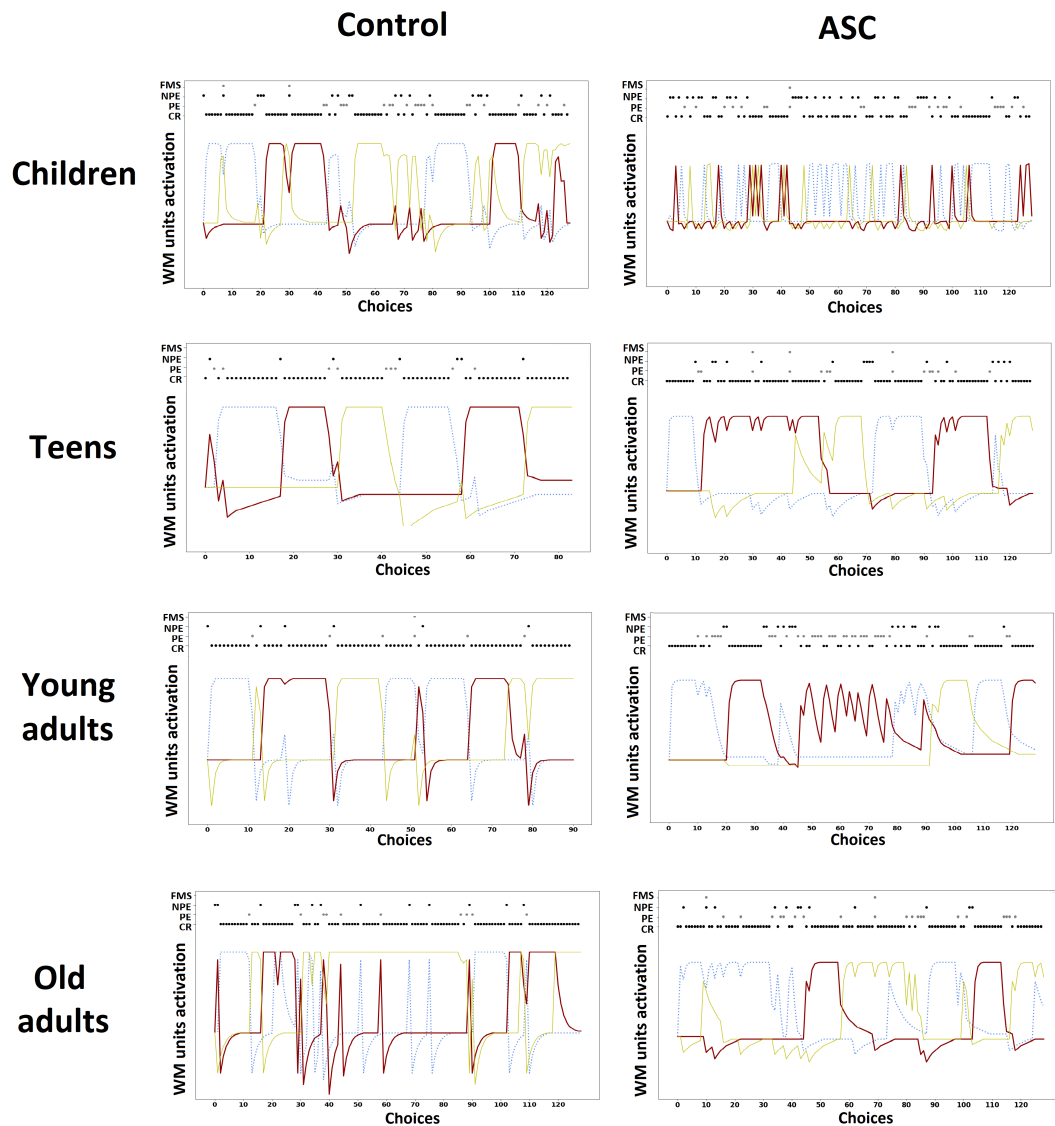 Control ASC
Children
FMS
NPE
PE
CR
WM units activation
0 10 20 30 40 50 60 70 80 90 100 110 120
Choices
FMS
NPE
PE
CR
WM units activation
0 10 20 30 40 50 60 70 80 90 100 110 120
Choices
Teens
FMS
NPE
PE
CR
WM units activation
0 10 20 30 40 50 60 70 80
Choices
FMS
NPE
PE
CR
WM units activation
0 10 20 30 40 50 60 70 80 90 100 110 120
Choices
Young
adults
FMS
NPE
PE
CR
WM units activation
0 10 20 30 40 50 60 70 80 90
Choices
FMS
NPE
PE
CR
WM units activation
0 10 20 30 40 50 60 70 80 90 100 110 120
Choices
Old
adults
FMS
NPE
PE
CR
WM units activation
0 10 20 30 40 50 60 70 80 90 100 110 120
Choices
FMS
NPE
PE
CR
WM units activation
0 10 20 30 40 50 60 70 80 90 100 110 120
Choices